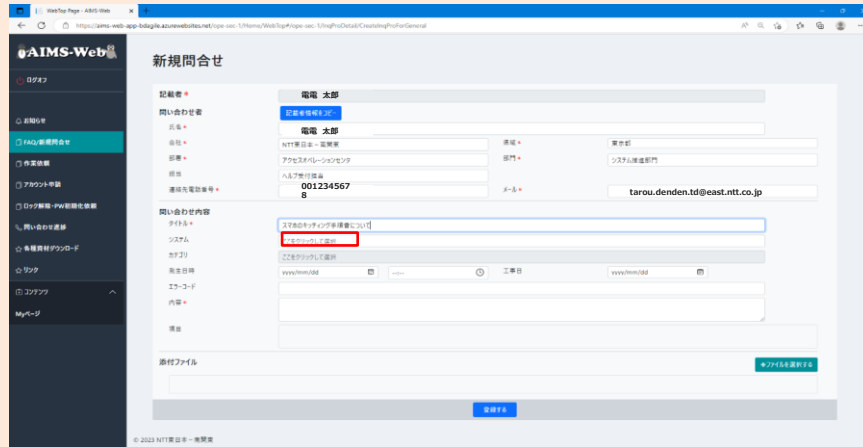 WebTop Page - AIMS-Web
https://aims-web-app-bdagile.azurewebsites.net/ope-sec-1/Home/WebTop#/ope-sec-1/InqProDetail/CreateInqProForGeneral
AIMS-Web
ログオフ
お知らせ
FAQ/新規問合せ
作業依頼
アカウント申請
ロック解除・PW初期化依頼
問い合わせ進捗
各種資材ダウンロード
リンク
コンテンツ
Myページ
新規問合せ
記載者* 電電 太郎
問い合わせ者 記載者情報をコピー
氏名* 電電 太郎
会社* NTT東日本－南関東 県域* 東京都
部署* アクセスオペレーションセンタ 部門* システム推進部門
担当 ヘルプ受付担当
連絡先電話番号* 0012345678 メール* tarou.denden.td@east.ntt.co.jp
問い合わせ内容
タイトル* スマホのキッティング申請書について
システム ここをクリックして選択
カテゴリ ここをクリックして選択
発生日時 yyyy/mm/dd --:-- 工事日 yyyy/mm/dd
エラーコード
内容*
項目
添付ファイル +ファイルを選択する
登録する
© 2023 NTT東日本－南関東